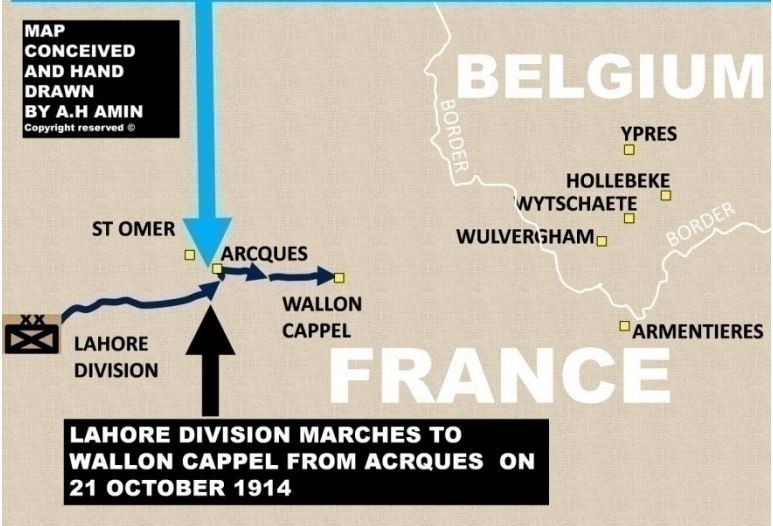 MAP
CONCEIVED
AND HAND
DRAWN
BY A.H AMIN
Copyright reserved ©
BELGIUM
BORDER
YPRES
HOLLEBEKE
WYTSCHAETE
WULVERGHAM
BORDER
ST OMER
ARCQUES
WALLON
CAPPEL
XX
LAHORE
DIVISION
ARMENTIERES
FRANCE
LAHORE DIVISION MARCHES TO
WALLON CAPPEL FROM ACRQUES ON
21 OCTOBER 1914